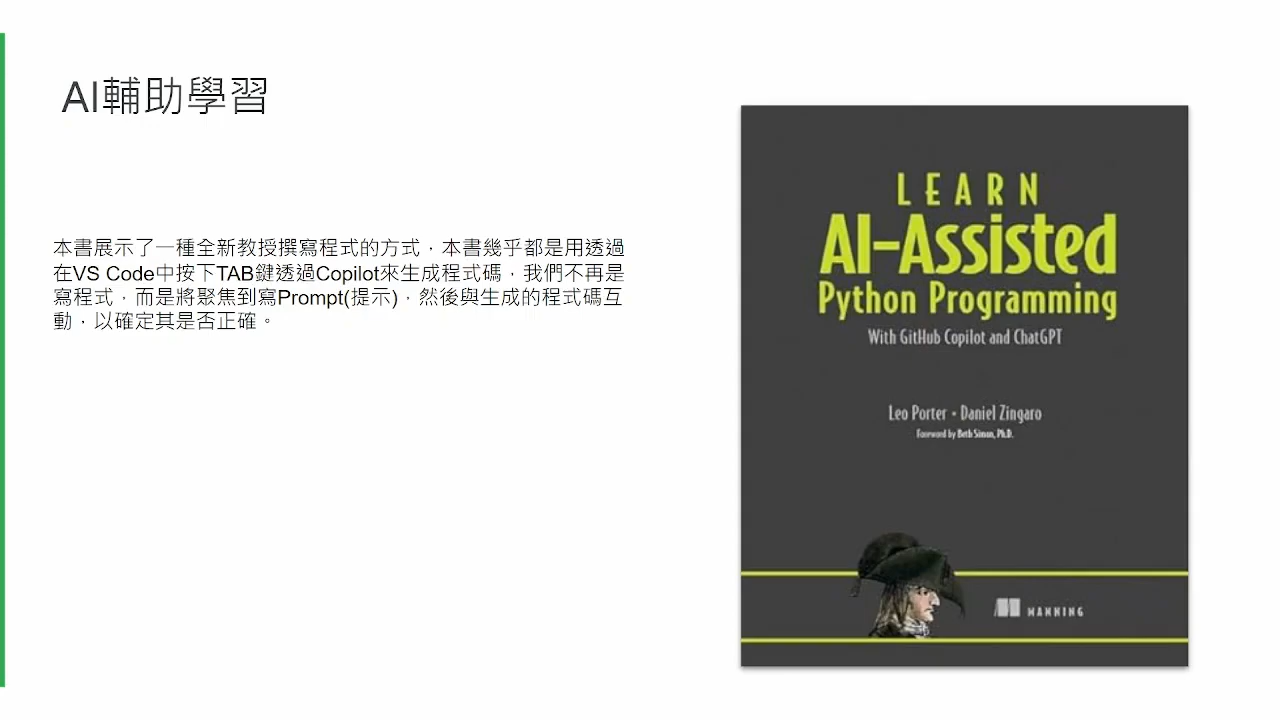 AI輔助學習
本書展示了一種全新教授撰寫程式的方式，本書幾乎都是用透過
在VS Code中按下TAB鍵透過Copilot來生成程式碼，我們不再是
寫程式，而是將聚焦到寫Prompt(提示)，然後與生成的程式碼互
動，以確定其是否正確。
LEARN
AI-Assisted
Python Programming
With GitHub Copilot and ChatGPT
Leo Porter • Daniel Zingaro
Foreword by Beth Simon, Ph.D.
MANNING